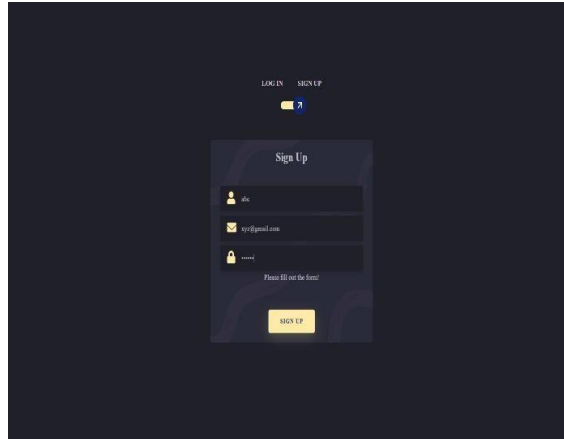 LOG IN SIGN UP
Sign Up
abc
xyz@gmail.com
••••••
Please fill out the form!
SIGN UP